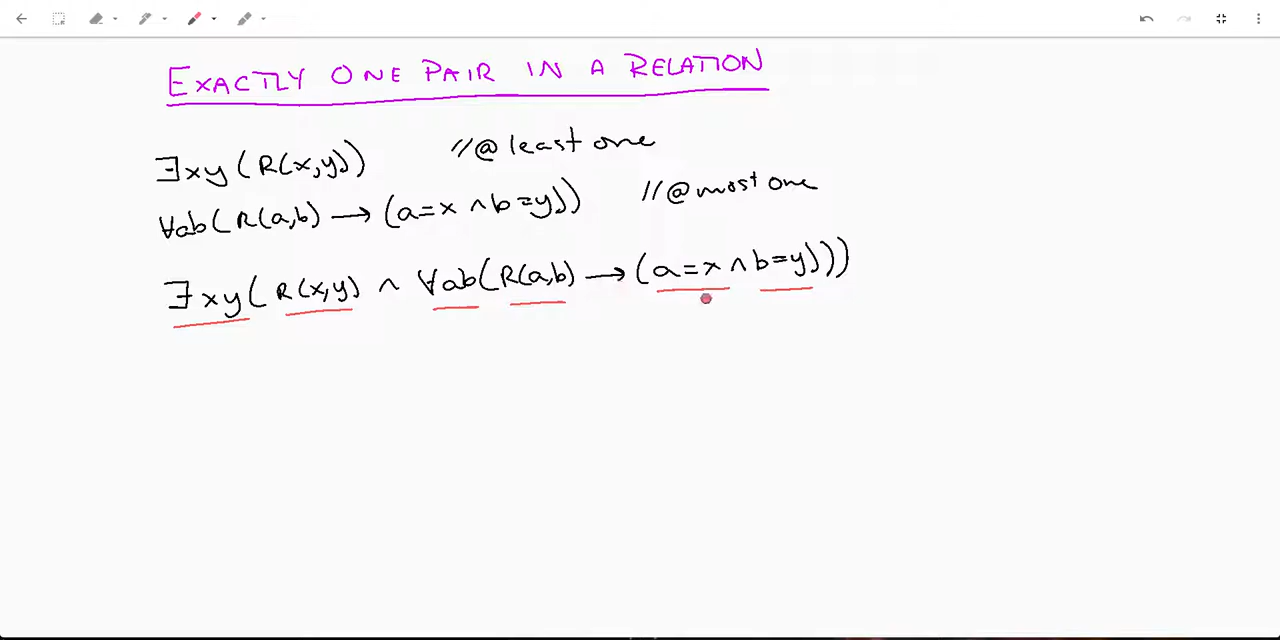 EXACTLY ONE PAIR IN A RELATION
∃xy(R(x,y)) //@ least one
∀ab(R(a,b) → (a=x ∧ b=y)) //@ most one
∃xy(R(x,y) ∧ ∀ab(R(a,b) → (a=x ∧ b=y)))